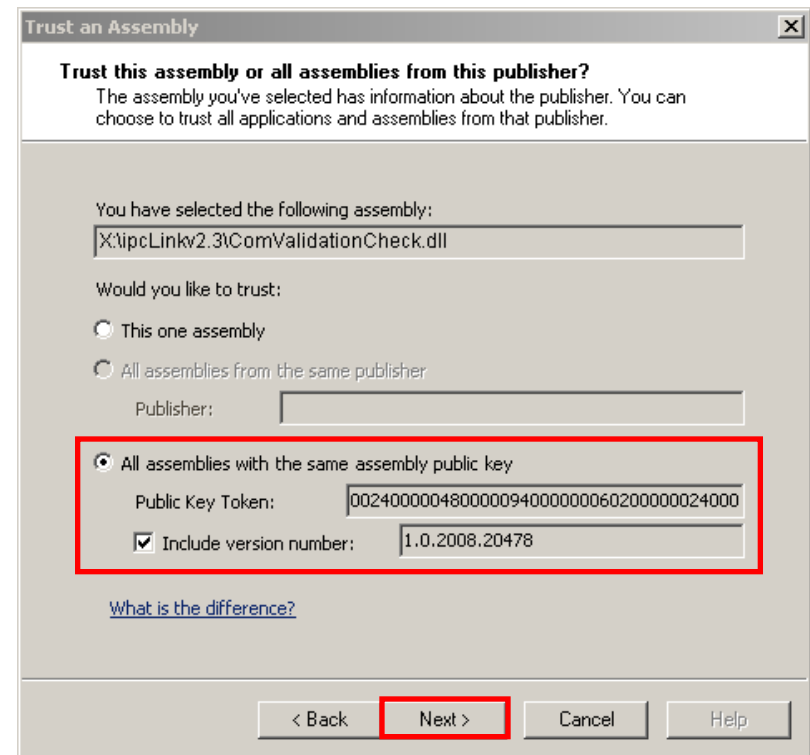 Trust an Assembly
Trust this assembly or all assemblies from this publisher?
The assembly you've selected has information about the publisher. You can
choose to trust all applications and assemblies from that publisher.
You have selected the following assembly:
X:\ipcLinkv2.3\ComValidationCheck.dll
Would you like to trust:
This one assembly
All assemblies from the same publisher
Publisher:
All assemblies with the same assembly public key
Public Key Token: 002400000480000094000000060200000024000
Include version number: 1.0.2008.20478
What is the difference?
< Back Next > Cancel Help